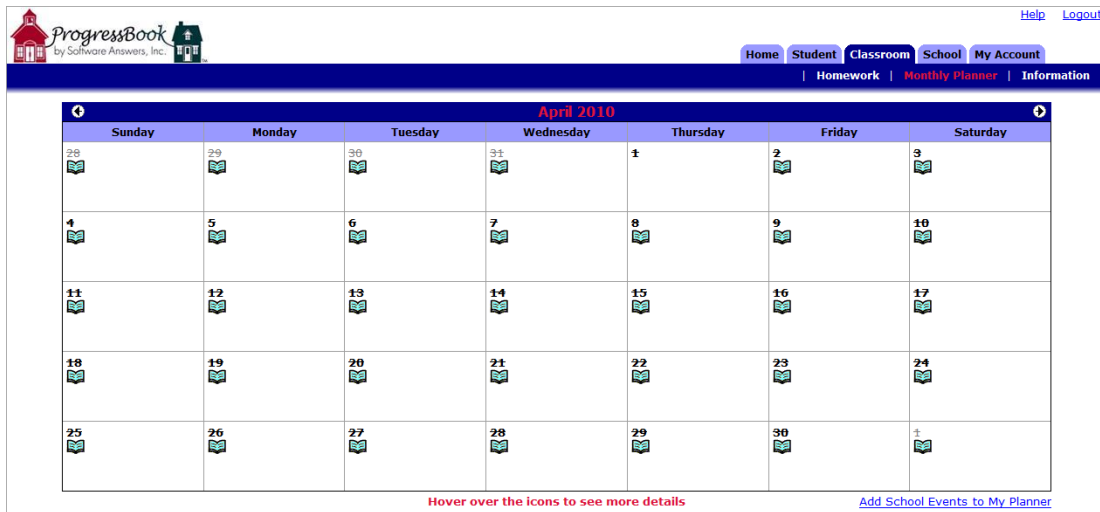 Help Logout
ProgressBook
by Software Answers, Inc.
Home Student Classroom School My Account
| Homework | Monthly Planner | Information
April 2010
Sunday Monday Tuesday Wednesday Thursday Friday Saturday
28 29 30 31 1 2 3
4 5 6 7 8 9 10
11 12 13 14 15 16 17
18 19 20 21 22 23 24
25 26 27 28 29 30 1
Hover over the icons to see more details Add School Events to My Planner